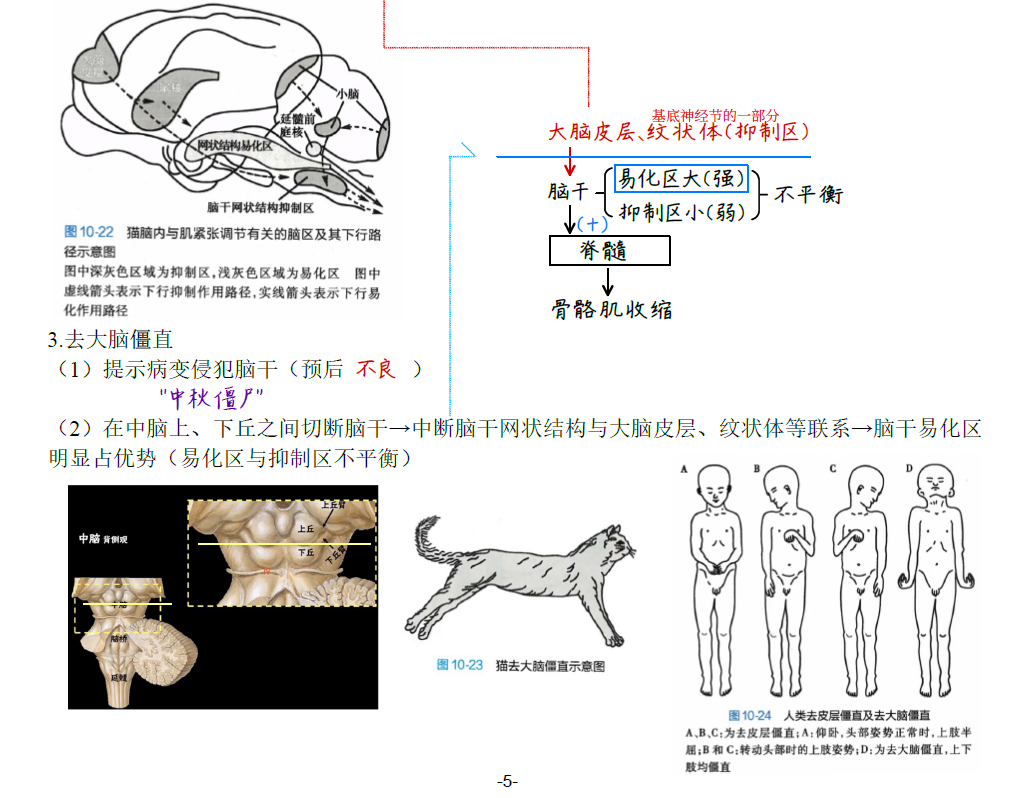 小脑
延髓前
庭核
网状结构易化区
脑干网状结构抑制区
图10-22 猫脑内与肌紧张调节有关的脑区及其下行路
径示意图
图中深灰色区域为抑制区,浅灰色区域为易化区 图中
虚线箭头表示下行抑制作用路径,实线箭头表示下行易
化作用路径
基底神经节的一部分
大脑皮层、纹状体(抑制区)
脑干
易化区大(强)
抑制区小(弱)
不平衡
(+)
脊髓
骨骼肌收缩
3.去大脑僵直
（1）提示病变侵犯脑干（预后 不良 ）
"中秋僵尸"
（2）在中脑上、下丘之间切断脑干→中断脑干网状结构与大脑皮层、纹状体等联系→脑干易化区
明显占优势（易化区与抑制区不平衡）
中脑 背侧观
上丘臂
上丘
下丘
下丘臂
中脑
脑桥
延髓
图10-23 猫去大脑僵直示意图
A B C D
图10-24 人类去皮层僵直及去大脑僵直
A、B、C:为去皮层僵直;A:仰卧,头部姿势正常时,上肢半
屈;B和C:转动头部时的上肢姿势;D:为去大脑僵直,上下
肢均僵直
-5-